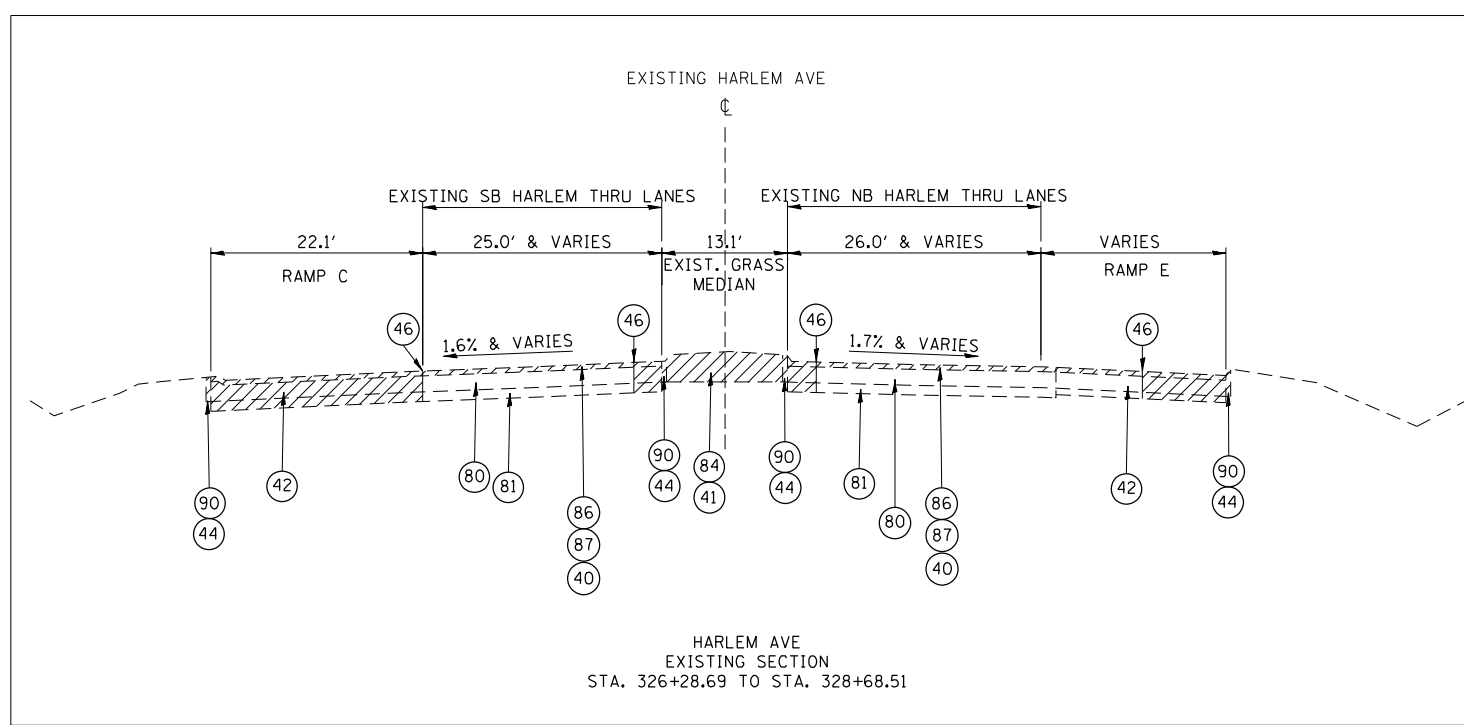 EXISTING HARLEM AVE
℄
EXISTING SB HARLEM THRU LANES
EXISTING NB HARLEM THRU LANES
22.1'
25.0' & VARIES
13.1'
26.0' & VARIES
VARIES
RAMP C
EXIST. GRASS
MEDIAN
RAMP E
46
1.6% & VARIES
46
46
1.7% & VARIES
46
90
44
42
80
81
86
87
40
90
44
84
41
90
44
81
80
86
87
40
42
90
44
HARLEM AVE
EXISTING SECTION
STA. 326+28.69 TO STA. 328+68.51